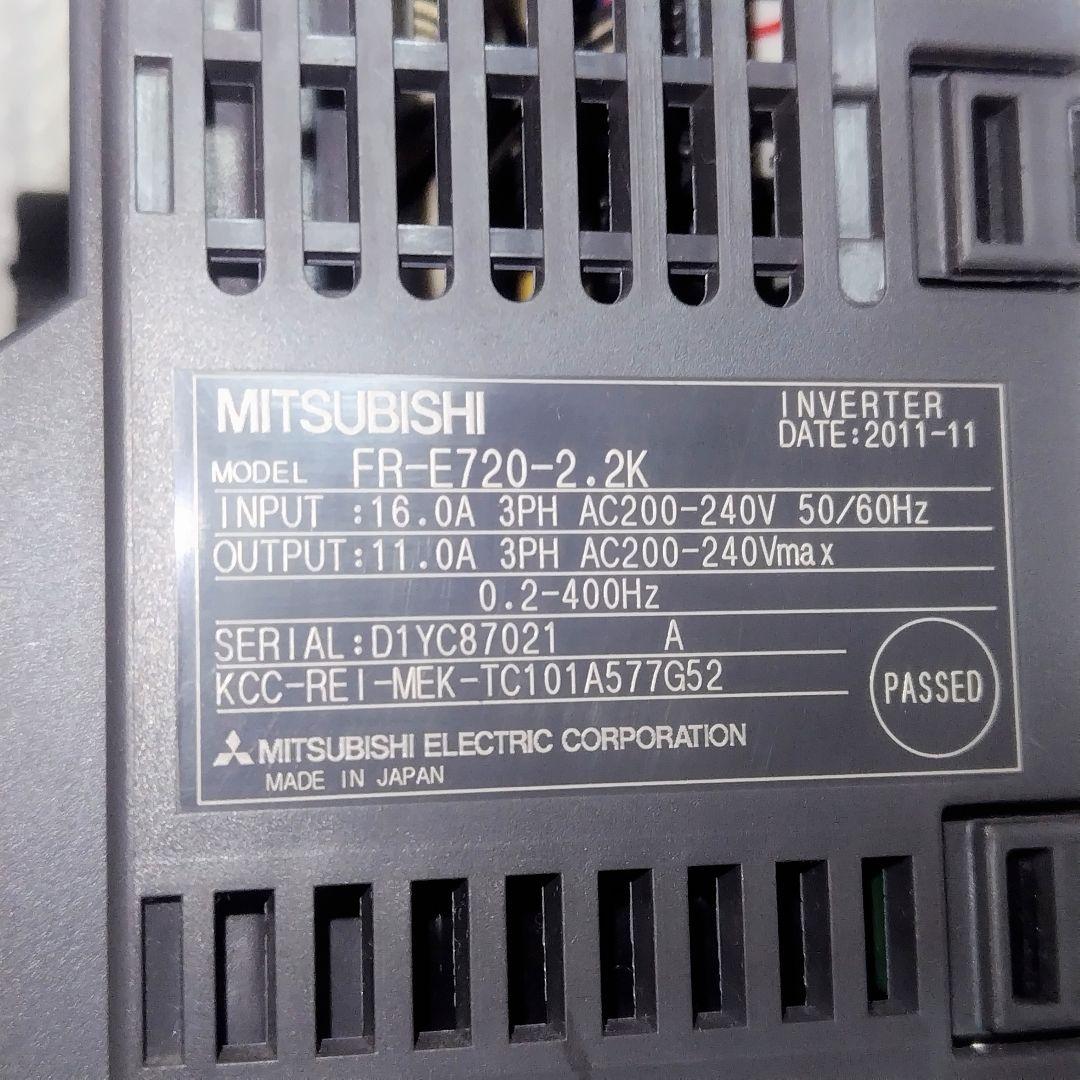 MITSUBISHI
INVERTER
DATE:2011-11
MODEL FR-E720-2.2K
INPUT :16.0A 3PH AC200-240V 50/60Hz
OUTPUT:11.0A 3PH AC200-240Vmax
0.2-400Hz
SERIAL:D1YC87021 A
KCC-REI-MEK-TC101A577G52
PASSED
MITSUBISHI ELECTRIC CORPORATION
MADE IN JAPAN